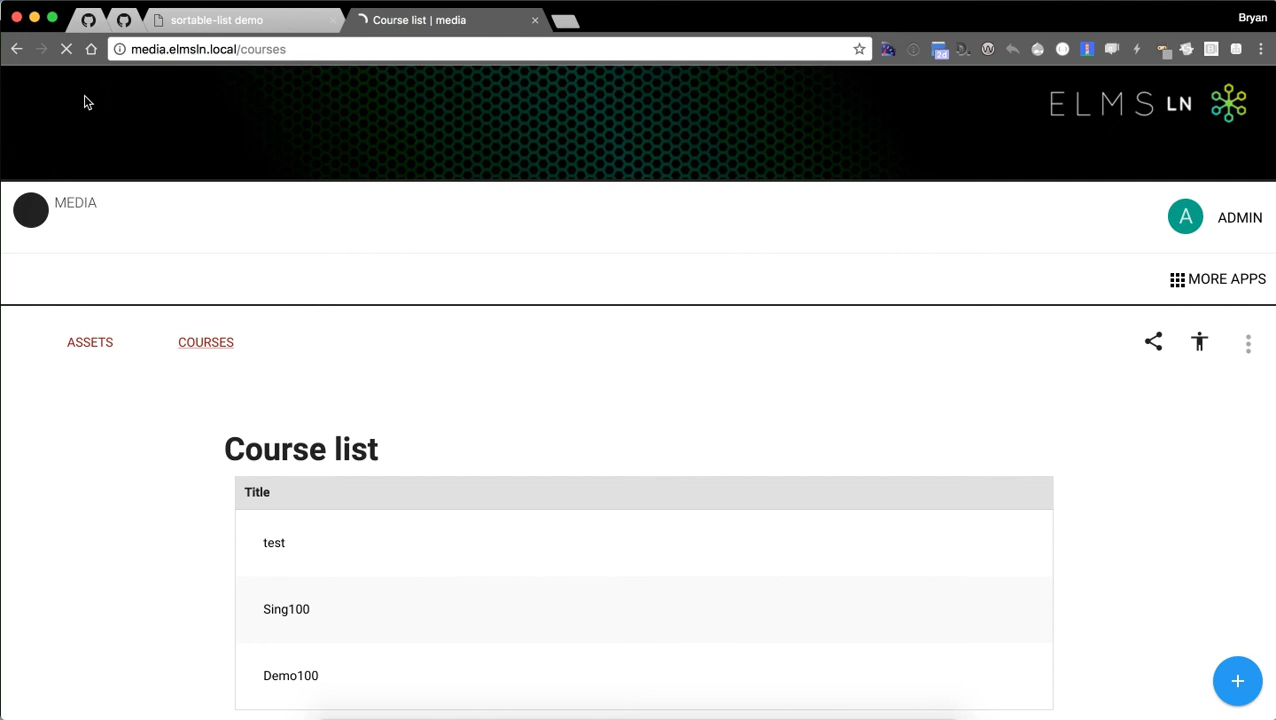 sortable-list demo
Course list | media
Bryan
media.elmsln.local/courses
2d
ELMS LN
MEDIA
A
ADMIN
MORE APPS
ASSETS
COURSES
Course list
Title
test
Sing100
Demo100